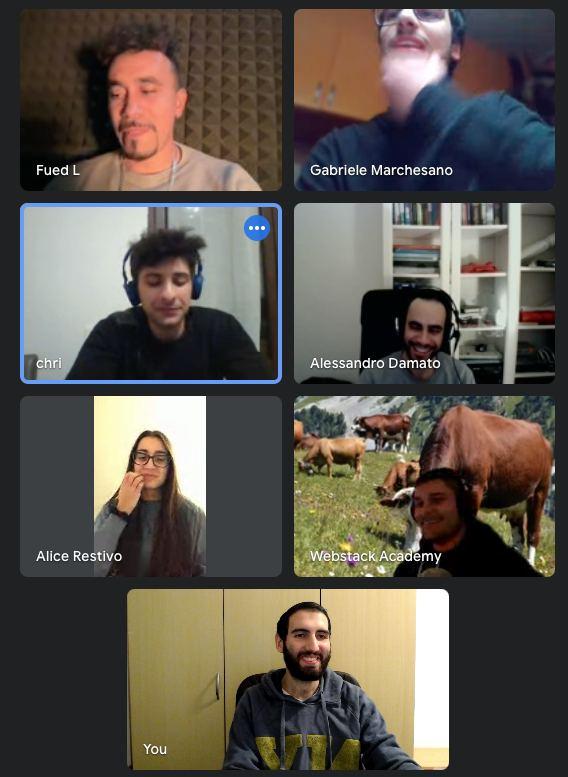 Fued L
Gabriele Marchesano
chri
Alessandro Damato
Alice Restivo
Webstack Academy
You